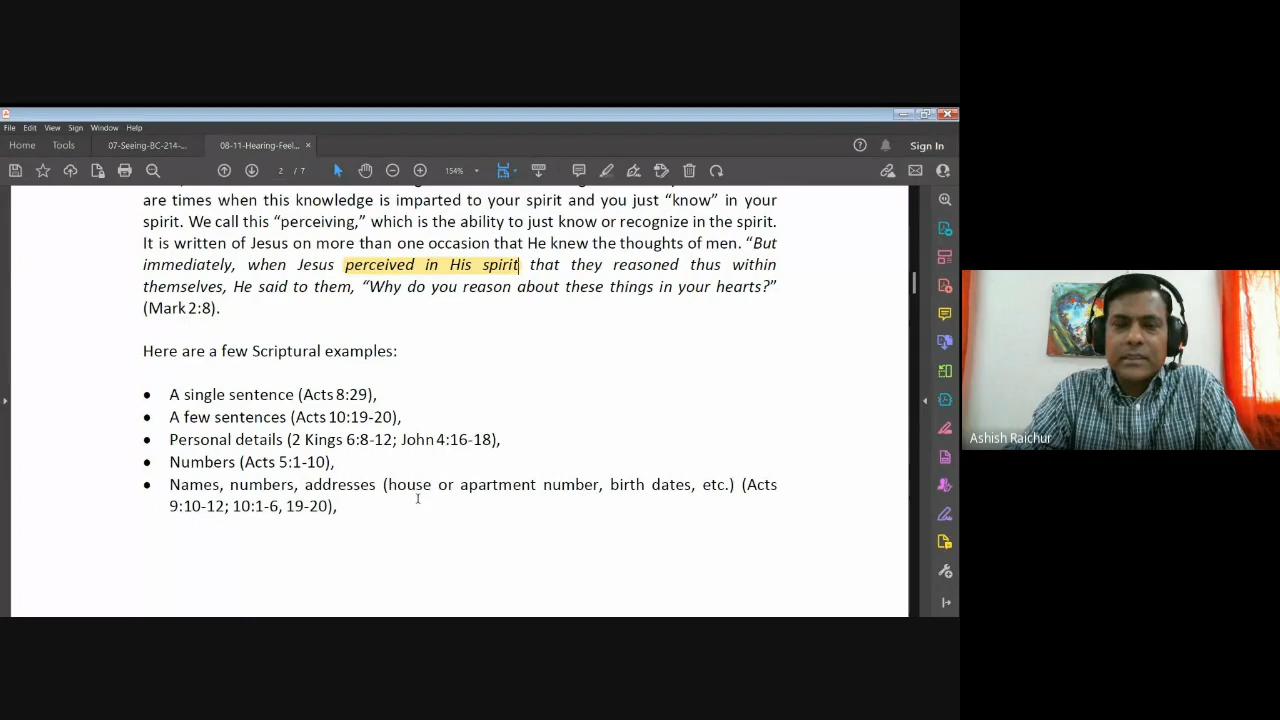 File Edit View Sign Window Help
Home Tools 07-Seeing-BC-214-... 08-11-Hearing-Feel... × Sign In
2 / 7 154%
are times when this knowledge is imparted to your spirit and you just “know” in your
spirit. We call this “perceiving,” which is the ability to just know or recognize in the spirit.
It is written of Jesus on more than one occasion that He knew the thoughts of men. “But
immediately, when Jesus perceived in His spirit that they reasoned thus within
themselves, He said to them, “Why do you reason about these things in your hearts?”
(Mark 2:8).
Here are a few Scriptural examples:
• A single sentence (Acts 8:29),
• A few sentences (Acts 10:19-20),
• Personal details (2 Kings 6:8-12; John 4:16-18),
• Numbers (Acts 5:1-10),
• Names, numbers, addresses (house or apartment number, birth dates, etc.) (Acts
9:10-12; 10:1-6, 19-20),
Ashish Raichur